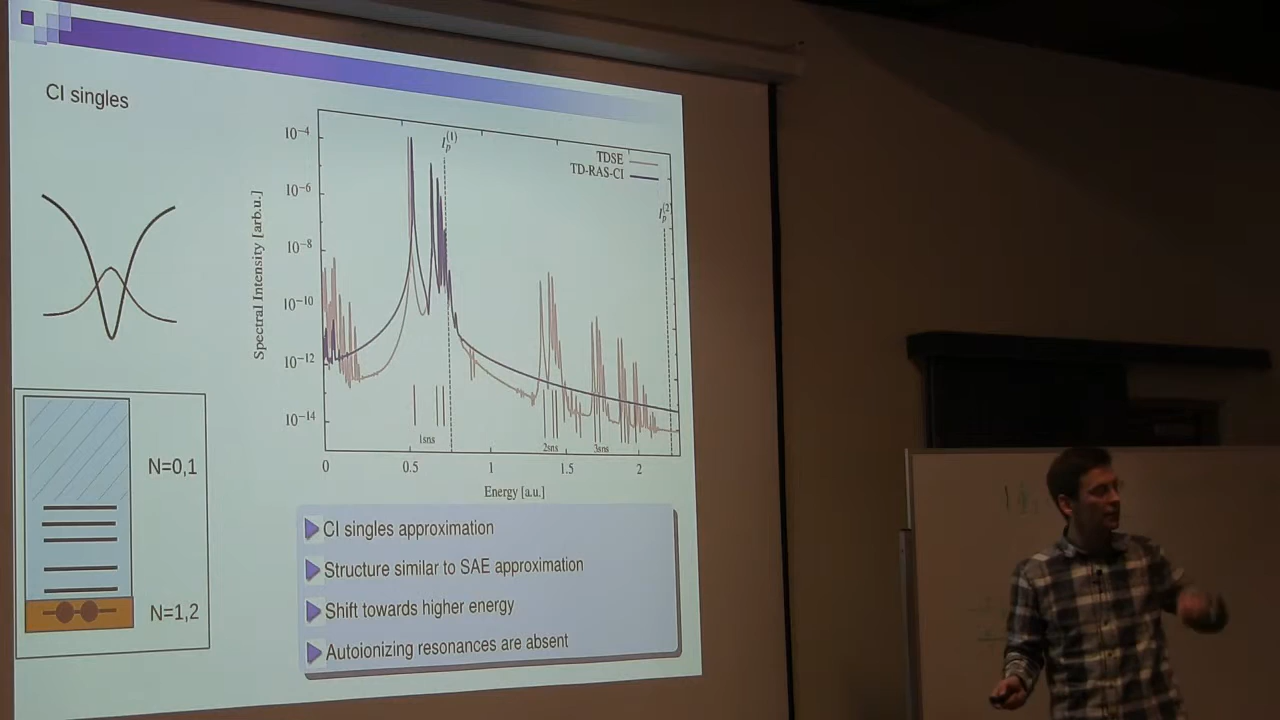 CI singles
10⁻⁴
10⁻⁶
10⁻⁸
10⁻¹⁰
10⁻¹²
10⁻¹⁴
Spectral Intensity [arb.u.]
Iₚ⁽¹⁾
TDSE
TD-RAS-CI
Iₚ⁽²⁾
1sns
2sns
3sns
0
0.5
1
1.5
2
Energy [a.u.]
N=0,1
N=1,2
CI singles approximation
Structure similar to SAE approximation
Shift towards higher energy
Autoionizing resonances are absent